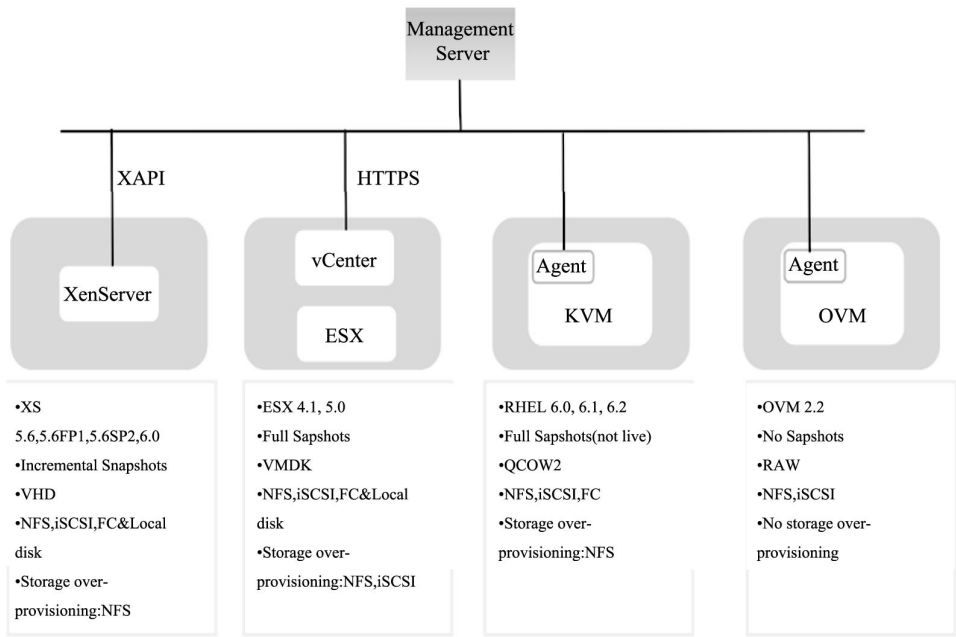 Management
Server
XAPI
HTTPS
XenServer
vCenter
ESX
Agent
KVM
Agent
OVM
•XS
5.6,5.6FP1,5.6SP2,6.0
•Incremental Snapshots
•VHD
•NFS,iSCSI,FC&Local
disk
•Storage over-
provisioning:NFS
•ESX 4.1, 5.0
•Full Sapshots
•VMDK
•NFS,iSCSI,FC&Local
disk
•Storage over-
provisioning:NFS,iSCSI
•RHEL 6.0, 6.1, 6.2
•Full Sapshots(not live)
•QCOW2
•NFS,iSCSI,FC
•Storage over-
provisioning:NFS
•OVM 2.2
•No Sapshots
•RAW
•NFS,iSCSI
•No storage over-
provisioning